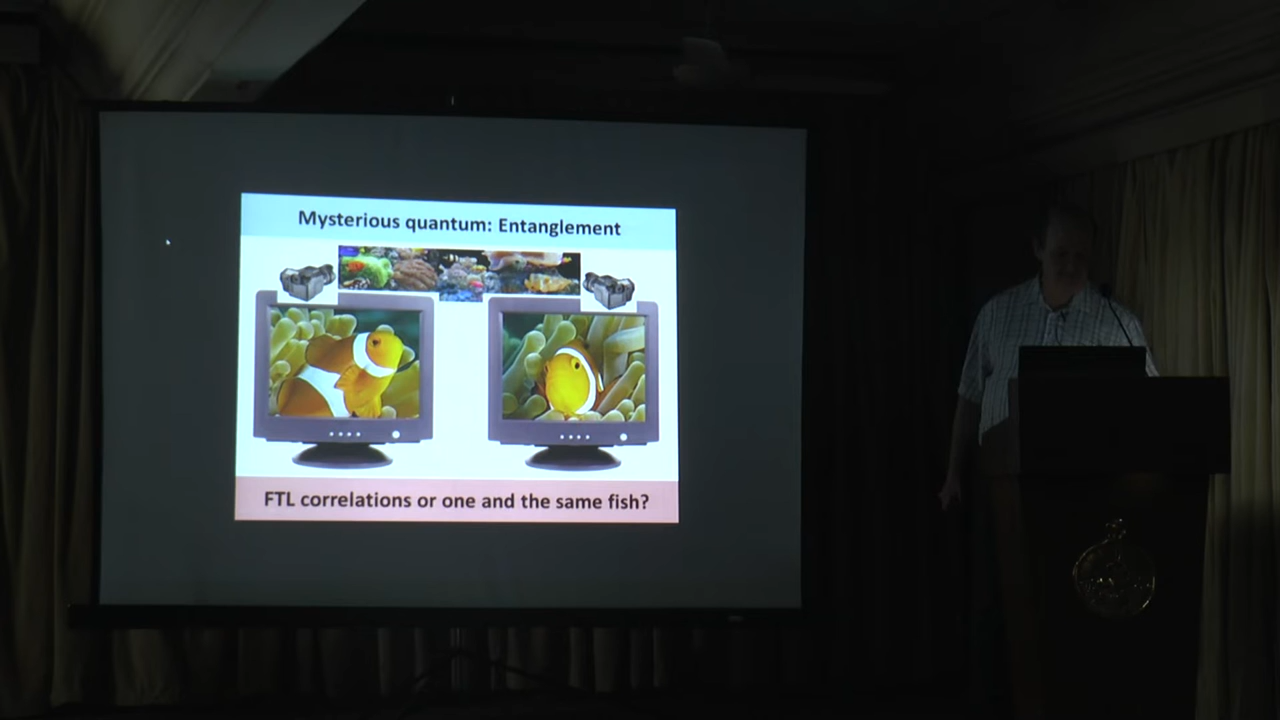 Mysterious quantum: Entanglement
FTL correlations or one and the same fish?